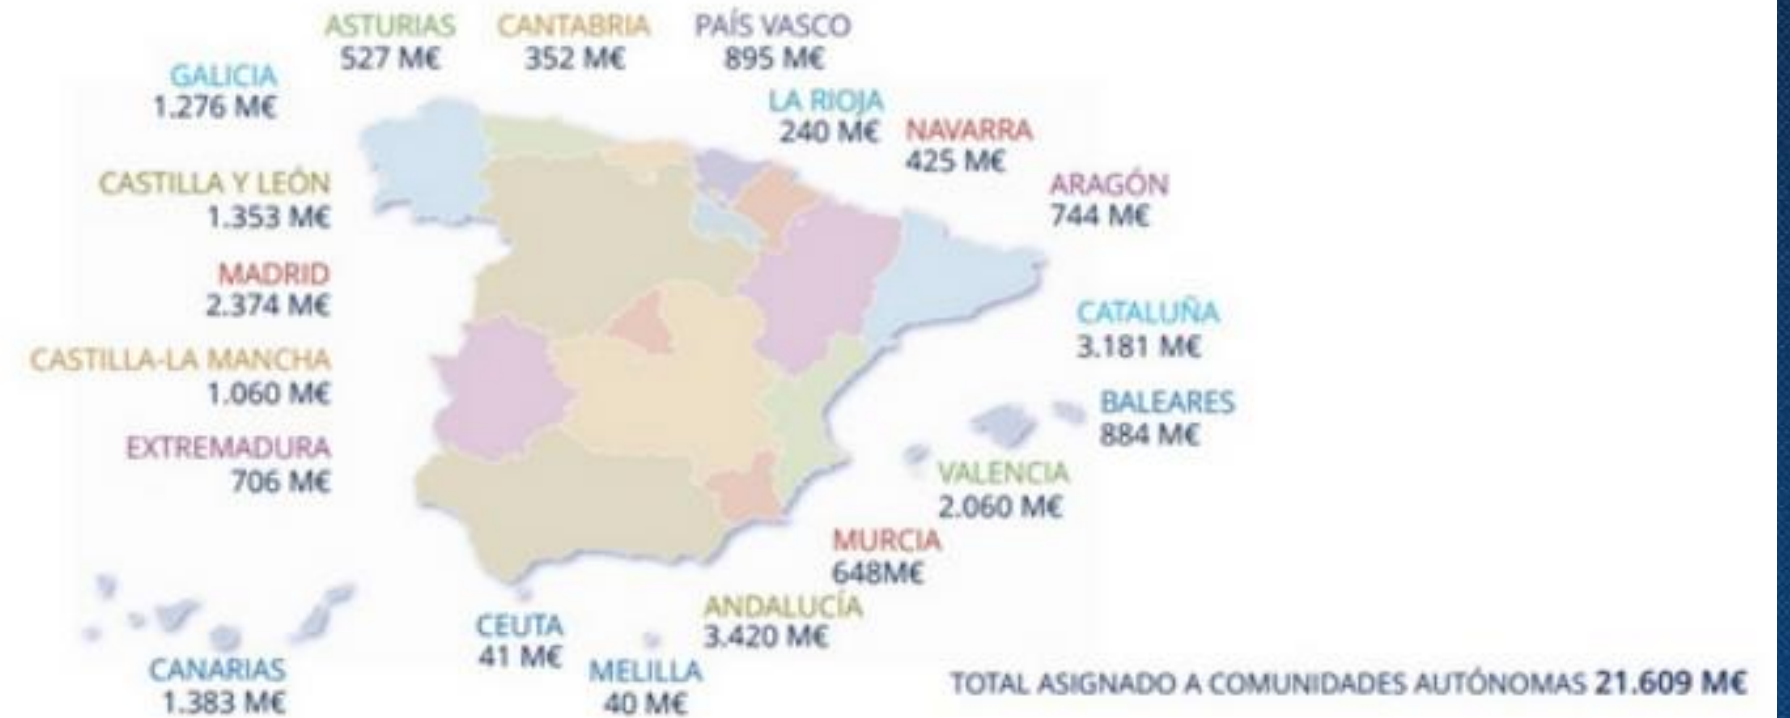 ASTURIAS
527 M€
CANTABRIA
352 M€
PAÍS VASCO
895 M€
GALICIA
1.276 M€
LA RIOJA
240 M€
NAVARRA
425 M€
CASTILLA Y LEÓN
1.353 M€
ARAGÓN
744 M€
MADRID
2.374 M€
CATALUÑA
3.181 M€
CASTILLA-LA MANCHA
1.060 M€
BALEARES
884 M€
EXTREMADURA
706 M€
VALENCIA
2.060 M€
MURCIA
648M€
ANDALUCÍA
3.420 M€
CEUTA
41 M€
MELILLA
40 M€
CANARIAS
1.383 M€
TOTAL ASIGNADO A COMUNIDADES AUTÓNOMAS 21.609 M€